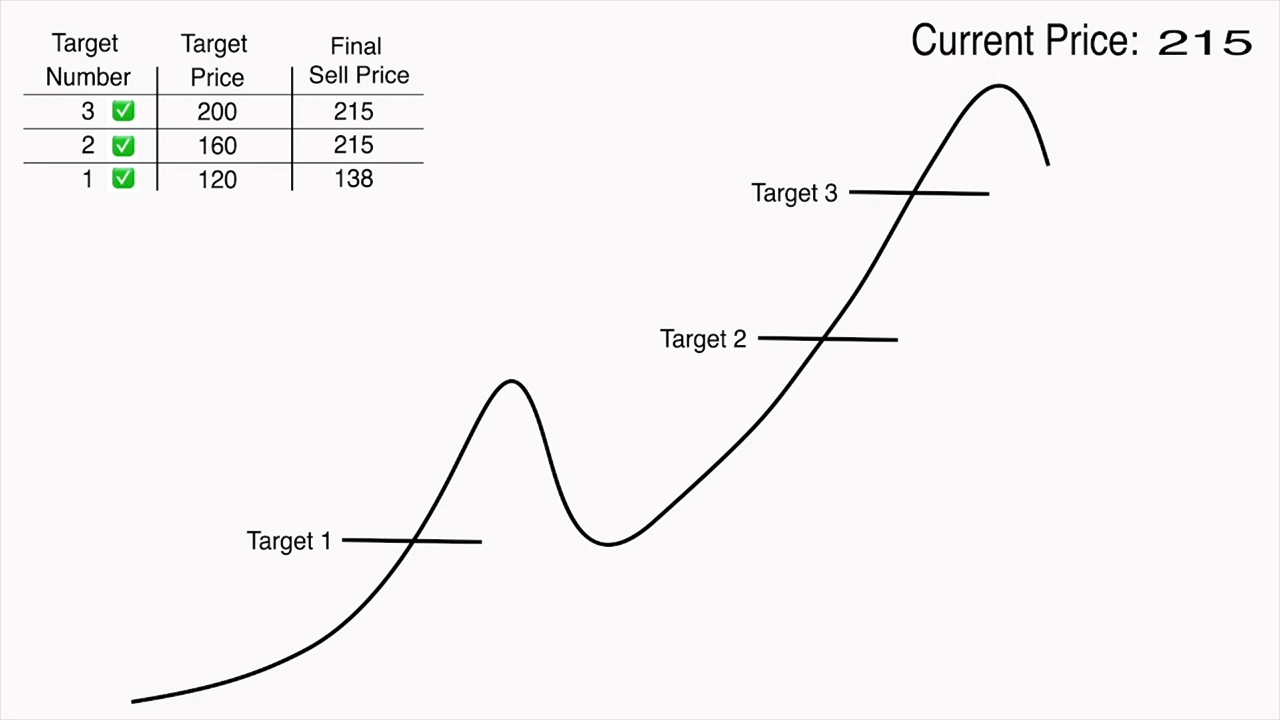 Current Price: 215
Target Number | Target Price | Final Sell Price
3 ✅ | 200 | 215
2 ✅ | 160 | 215
1 ✅ | 120 | 138
Target 3
Target 2
Target 1